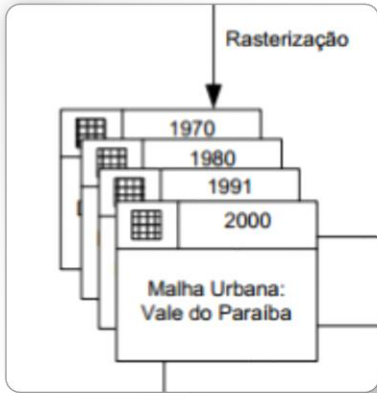 Rasterização
1970
1980
1991
2000
Malha Urbana:
Vale do Paraíba